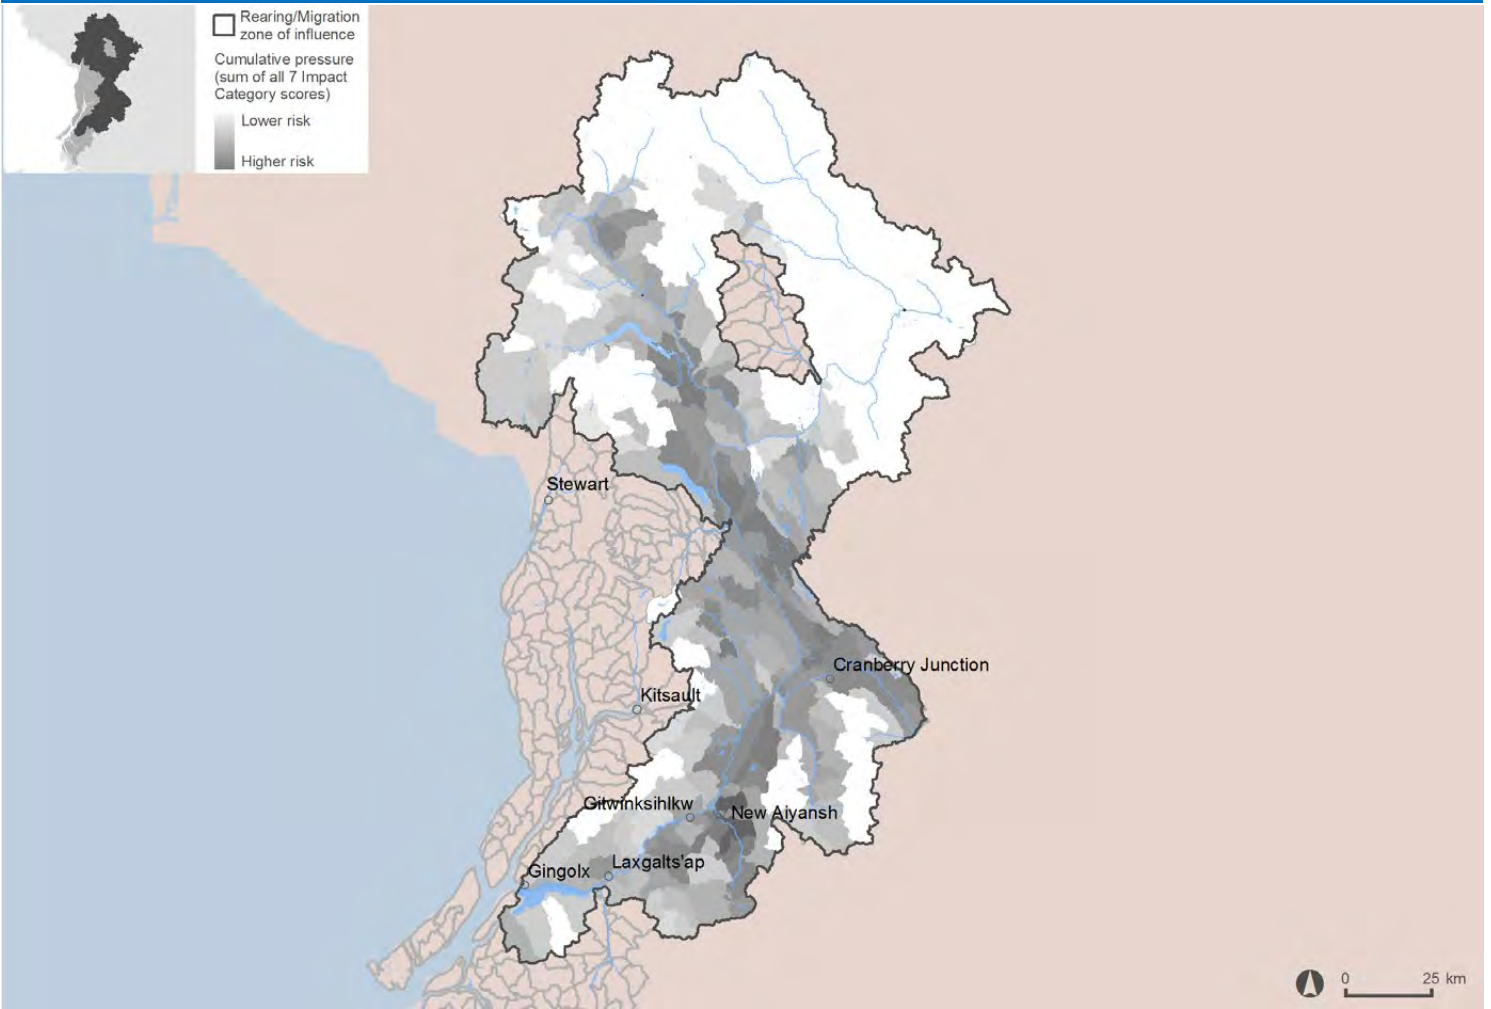 Rearing/Migration
zone of influence
Cumulative pressure
(sum of all 7 Impact
Category scores)
Lower risk
Higher risk
Stewart
Cranberry Junction
Kitsault
Gitwinksihlkw
New Aiyansh
Laxgalts'ap
Gingolx
0 25 km